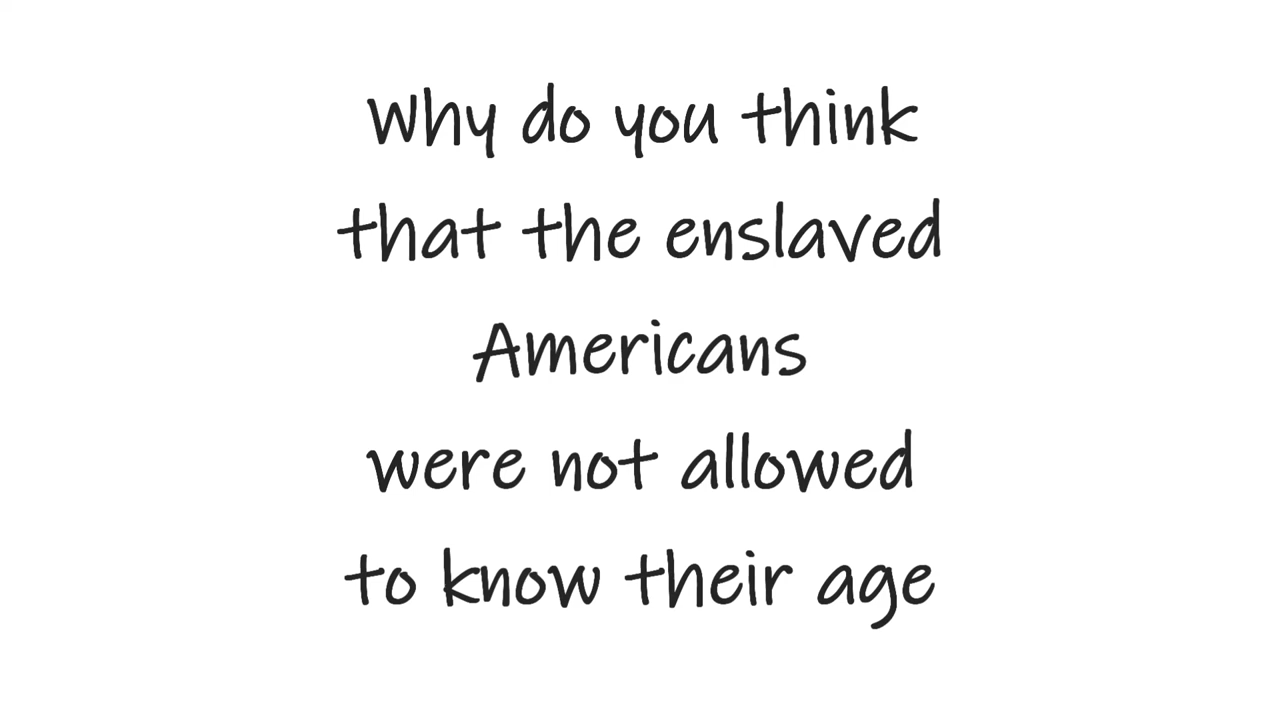 Why do you think
that the enslaved
Americans
were not allowed
to know their age